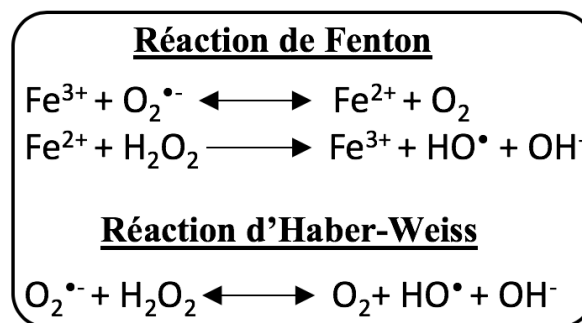 Réaction de Fenton
Fe³⁺ + O₂•⁻ ⟷ Fe²⁺ + O₂
Fe²⁺ + H₂O₂ ⟶ Fe³⁺ + HO• + OH⁻
Réaction d’Haber-Weiss
O₂•⁻ + H₂O₂ ⟷ O₂+ HO• + OH⁻